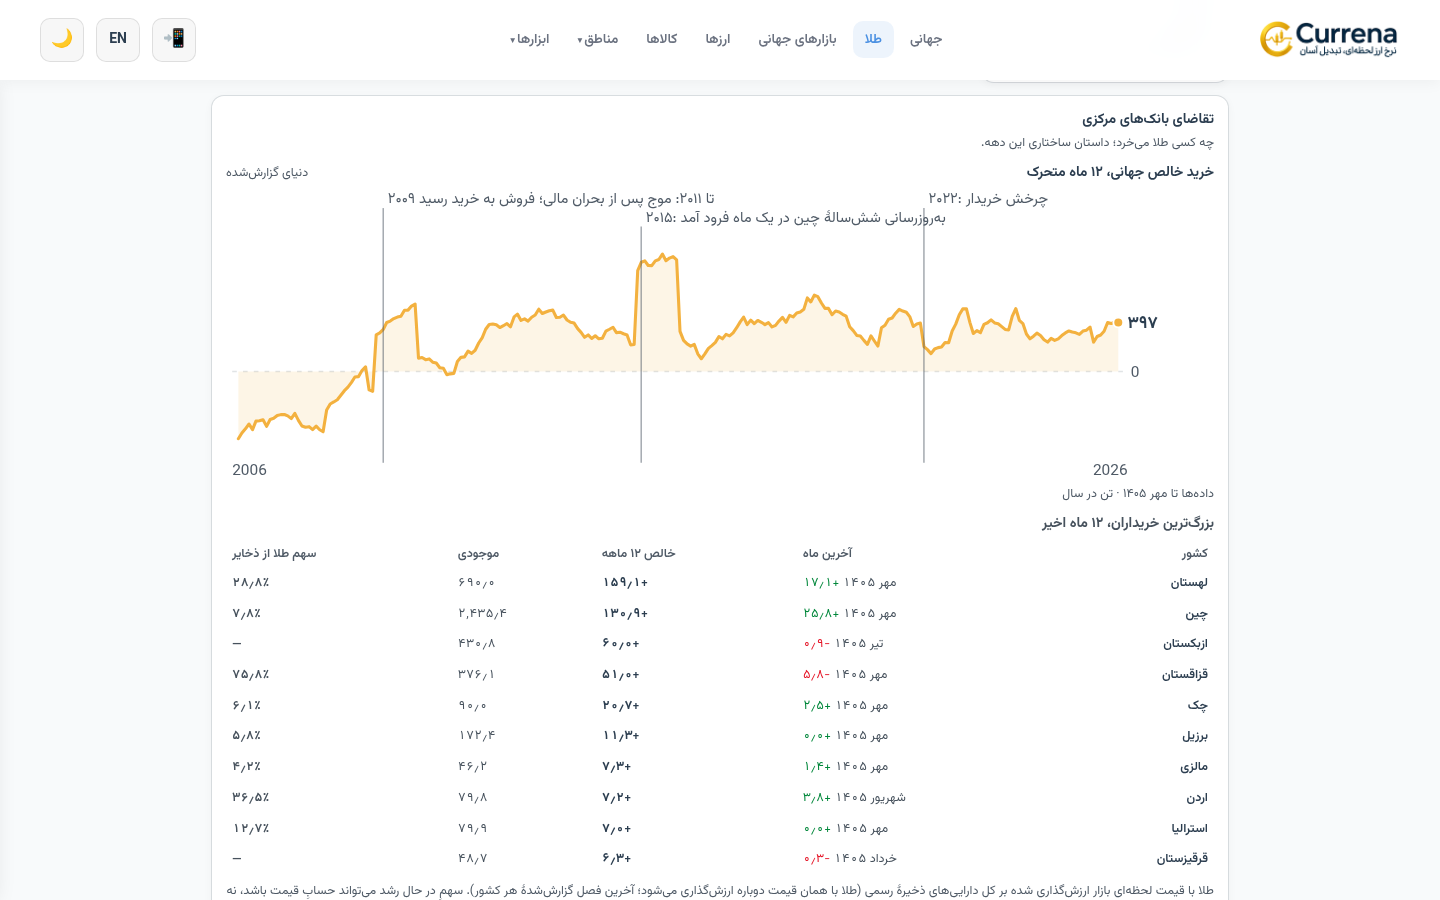 Currena
نرخ ارز لحظه‌ای، تبدیل آسان
جهانی
طلا
بازارهای جهانی
ارزها
کالاها
مناطق ▾
ابزارها ▾
EN
تقاضای بانک‌های مرکزی
چه کسی طلا می‌خرد؛ داستان ساختاری این دهه.
خرید خالص جهانی، ۱۲ ماه متحرک
دنیای گزارش‌شده
۲۰۲۲: چرخش خریدار
تا ۲۰۱۱: موج پس از بحران مالی؛ فروش به خرید رسید ۲۰۰۹
۲۰۱۵: به‌روزرسانی شش‌سالهٔ چین در یک ماه فرود آمد
۳۹۷
0
2006
2026
داده‌ها تا مهر ۱۴۰۵ · تن در سال
بزرگ‌ترین خریداران، ۱۲ ماه اخیر
کشور آخرین ماه خالص ۱۲ ماهه موجودی سهم طلا از ذخایر
لهستان مهر ۱۴۰۵ +۱۷٫۱ +۱۵۹٫۱ ۶۹۰٫۰ ۲۸٫۸٪
چین مهر ۱۴۰۵ +۲۵٫۸ +۱۳۰٫۹ ۲,۴۳۵٫۴ ۷٫۸٪
ازبکستان تیر ۱۴۰۵ -۰٫۹ +۶۰٫۰ ۴۳۰٫۸ —
قزاقستان مهر ۱۴۰۵ -۵٫۸ +۵۱٫۰ ۳۷۶٫۱ ۷۵٫۸٪
چک مهر ۱۴۰۵ +۲٫۵ +۲۰٫۷ ۹۰٫۰ ۶٫۱٪
برزیل مهر ۱۴۰۵ +۰٫۰ +۱۱٫۳ ۱۷۲٫۴ ۵٫۸٪
مالزی مهر ۱۴۰۵ +۱٫۴ +۷٫۳ ۴۶٫۲ ۴٫۲٪
اردن شهریور ۱۴۰۵ +۳٫۸ +۷٫۲ ۷۹٫۸ ۳۶٫۵٪
استرالیا مهر ۱۴۰۵ +۰٫۰ +۷٫۰ ۷۹٫۹ ۱۲٫۷٪
قرقیزستان خرداد ۱۴۰۵ -۰٫۳ +۶٫۳ ۴۸٫۷ —
طلا با قیمت لحظه‌ای بازار ارزش‌گذاری شده بر کل دارایی‌های ذخیرهٔ رسمی (طلا با همان قیمت دوباره ارزش‌گذاری می‌شود؛ آخرین فصل گزارش‌شدهٔ هر کشور). سهمِ در حال رشد می‌تواند حسابِ قیمت باشد، نه